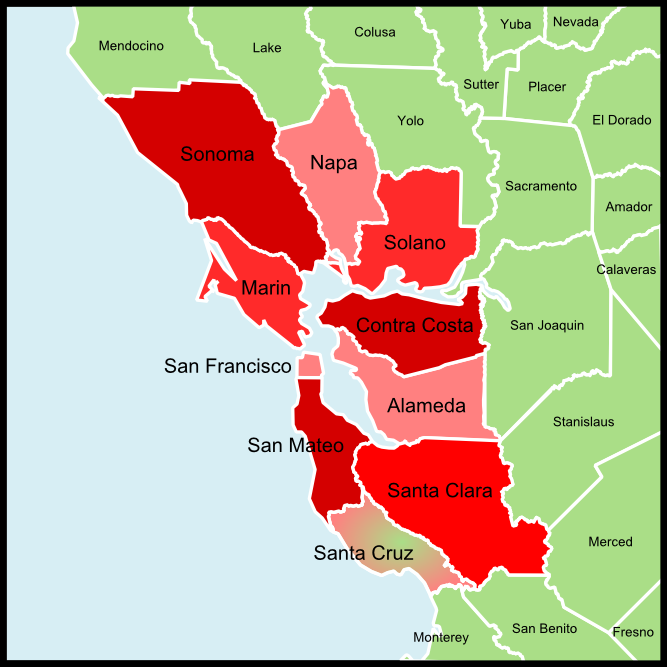 Yuba
Nevada
Colusa
Mendocino
Lake
Sutter
Placer
Yolo
El Dorado
Sonoma
Napa
Sacramento
Amador
Solano
Calaveras
Marin
Contra Costa
San Joaquin
San Francisco
Alameda
Stanislaus
San Mateo
Santa Clara
Merced
Santa Cruz
San Benito
Fresno
Monterey